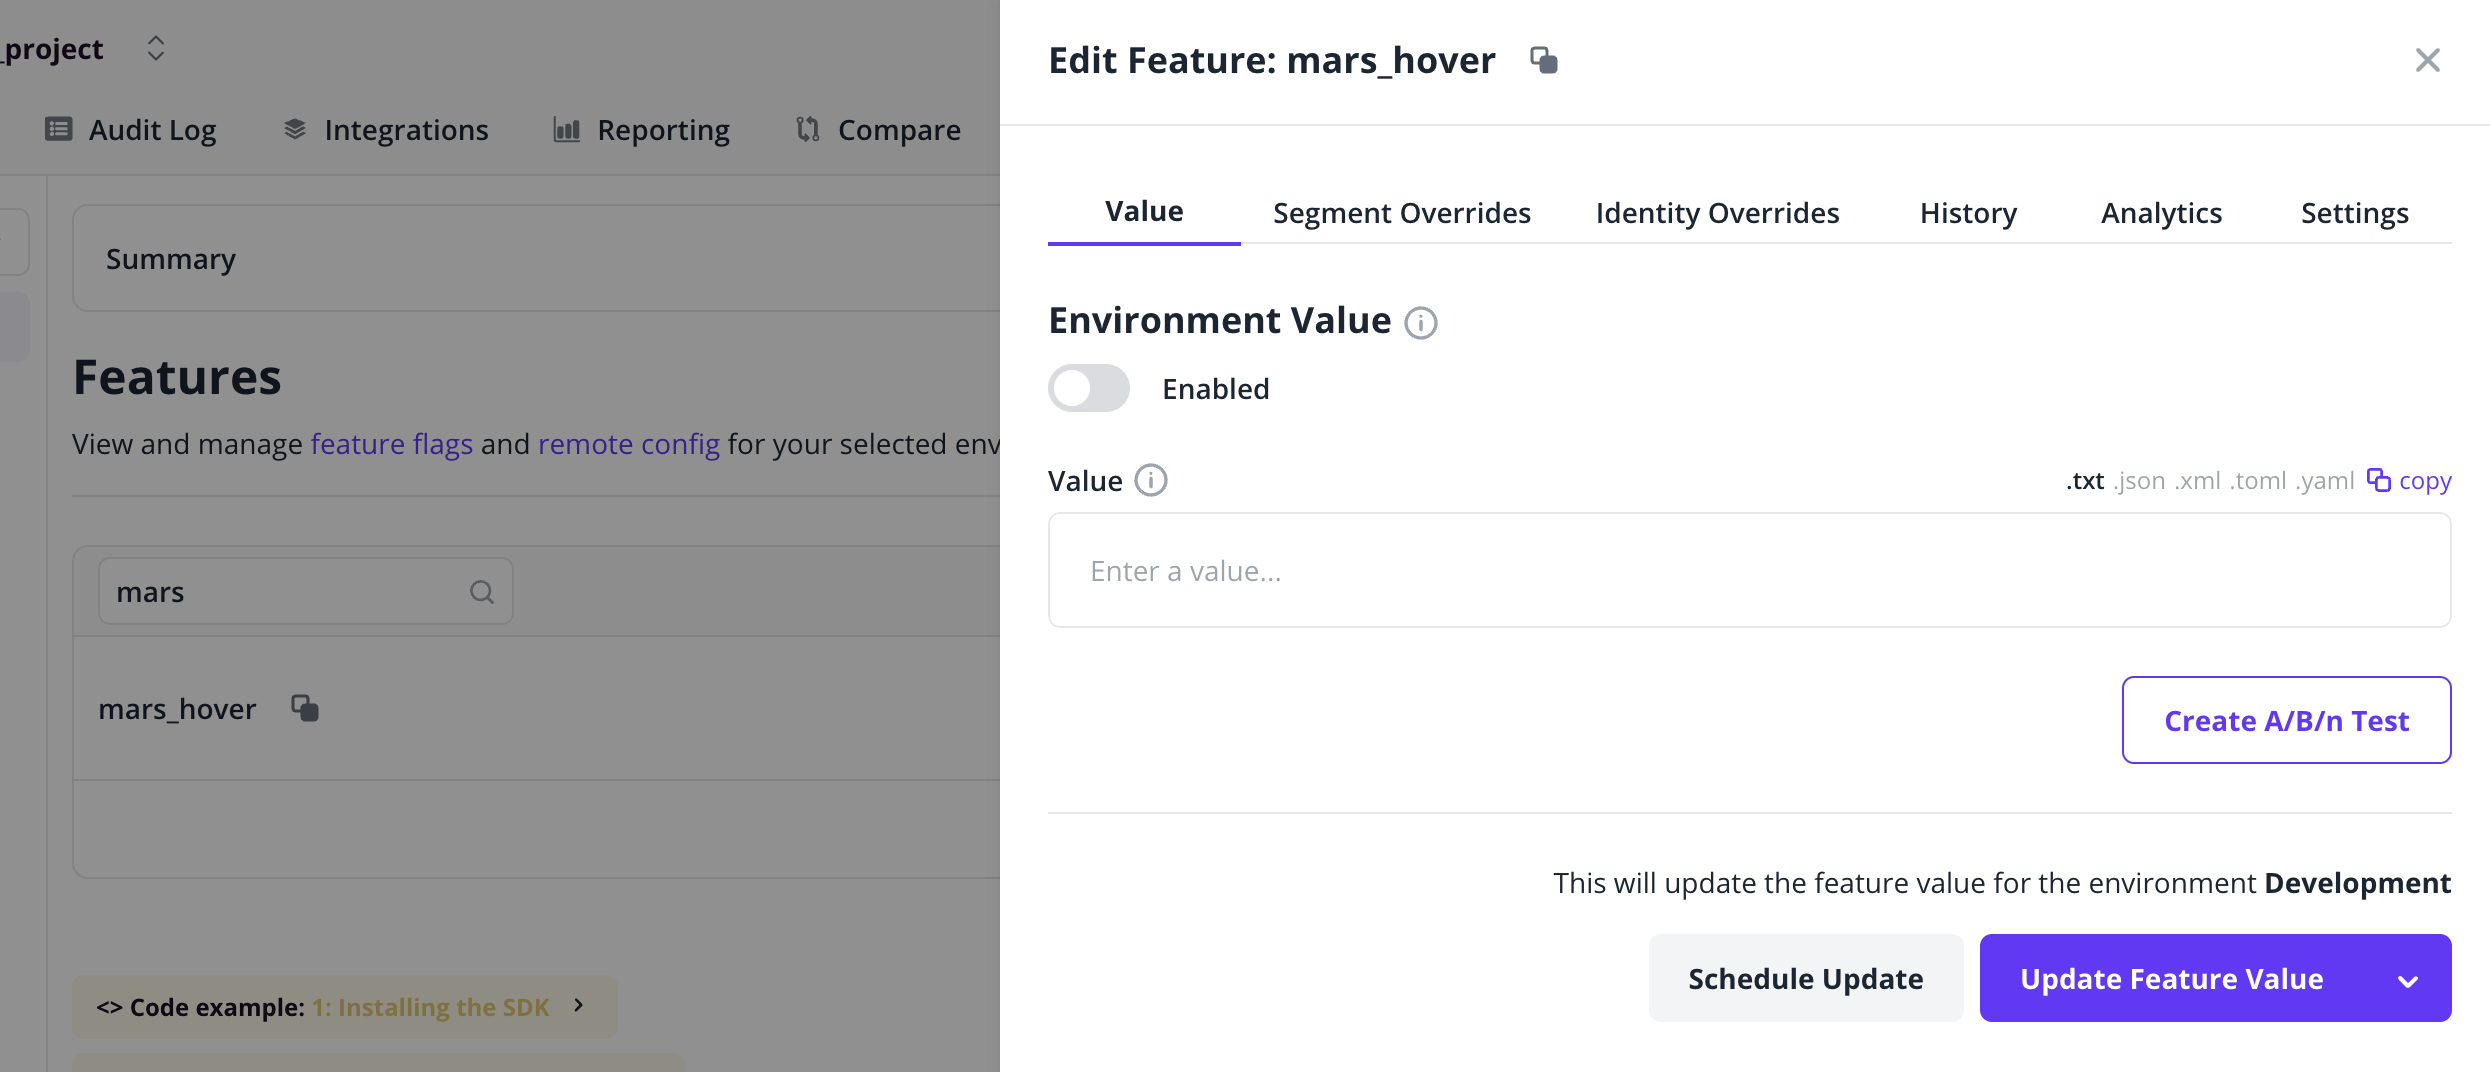 _project
Audit Log
Integrations
Reporting
Compare
Summary
Features
View and manage feature flags and remote config for your selected env
mars
mars_hover
<> Code example: 1: Installing the SDK
Edit Feature: mars_hover
Value
Segment Overrides
Identity Overrides
History
Analytics
Settings
Environment Value
Enabled
Value
.txt .json .xml .toml .yaml copy
Enter a value...
Create A/B/n Test
This will update the feature value for the environment Development
Schedule Update
Update Feature Value